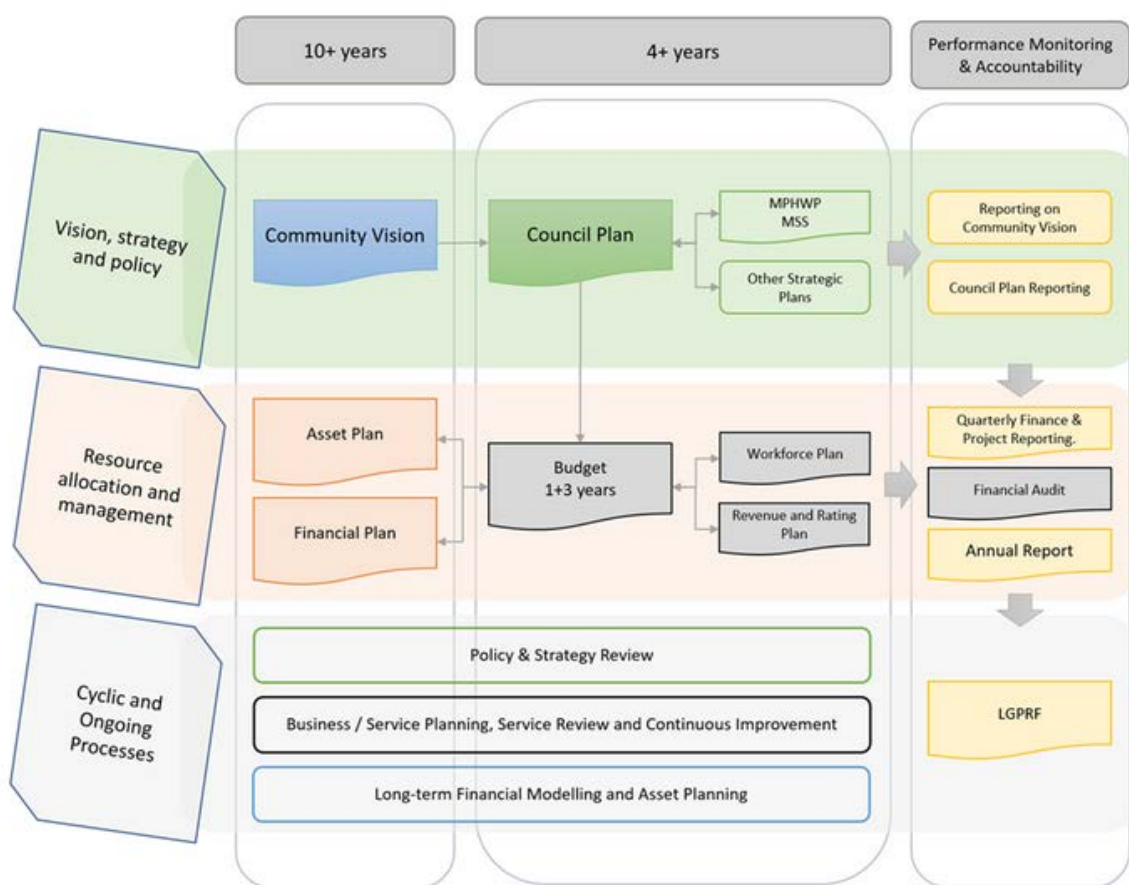 10+ years
4+ years
Performance Monitoring
& Accountability
Vision, strategy
and policy
Community Vision
Council Plan
MPHWP
MSS
Other Strategic
Plans
Reporting on
Community Vision
Council Plan Reporting
Resource
allocation and
management
Asset Plan
Financial Plan
Budget
1+3 years
Workforce Plan
Revenue and Rating
Plan
Quarterly Finance &
Project Reporting.
Financial Audit
Annual Report
Cyclic and
Ongoing
Processes
Policy & Strategy Review
Business / Service Planning, Service Review and Continuous Improvement
Long-term Financial Modelling and Asset Planning
LGPRF